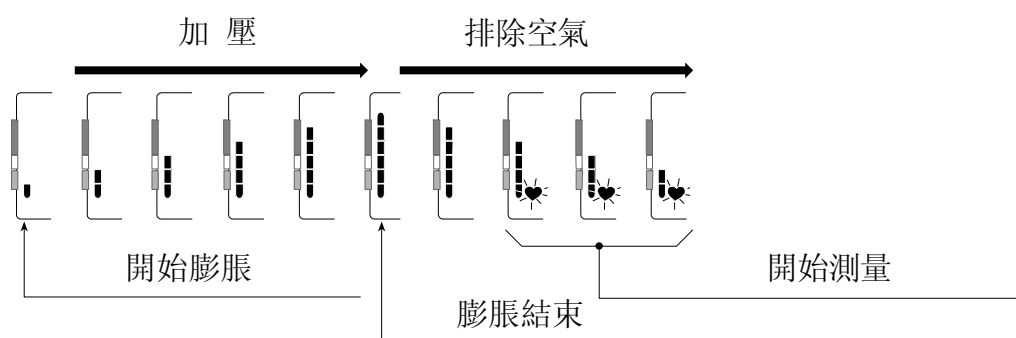 加 壓
排除空氣
開始膨脹
開始測量
膨脹結束